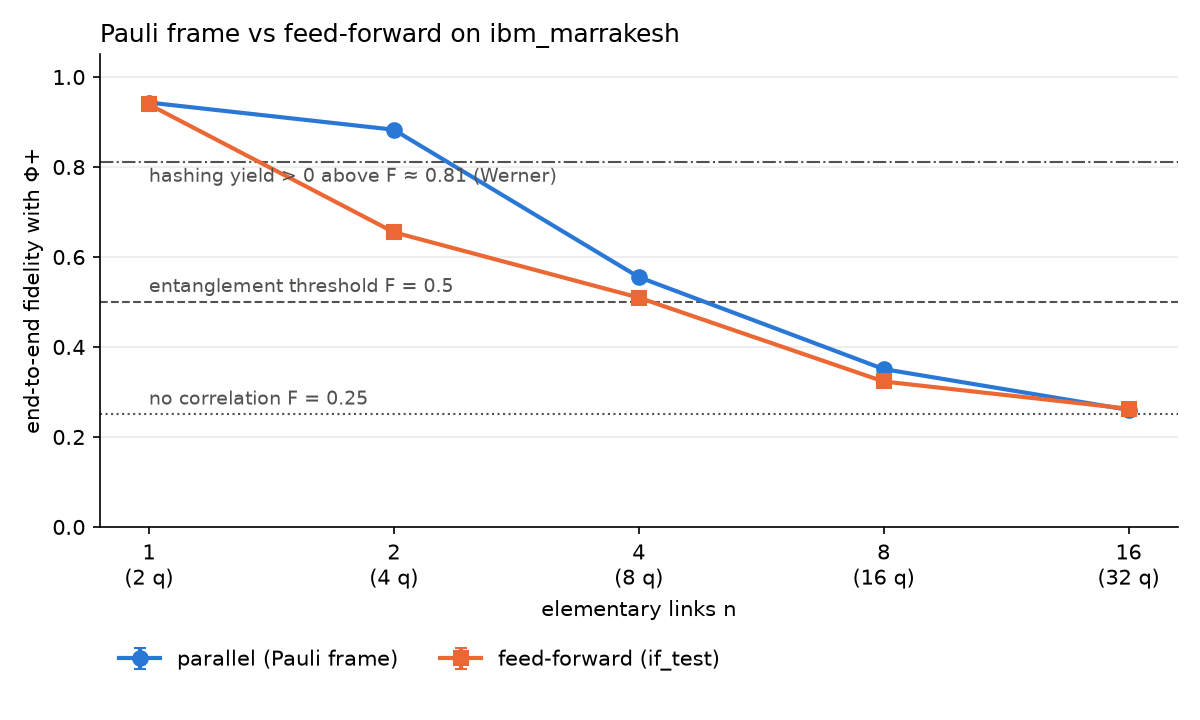 Pauli frame vs feed-forward on ibm_marrakesh
end-to-end fidelity with Φ+
1.0
0.8
0.6
0.4
0.2
0.0
hashing yield > 0 above F ≈ 0.81 (Werner)
entanglement threshold F = 0.5
no correlation F = 0.25
1 2 4 8 16
(2 q) (4 q) (8 q) (16 q) (32 q)
elementary links n
parallel (Pauli frame) feed-forward (if_test)